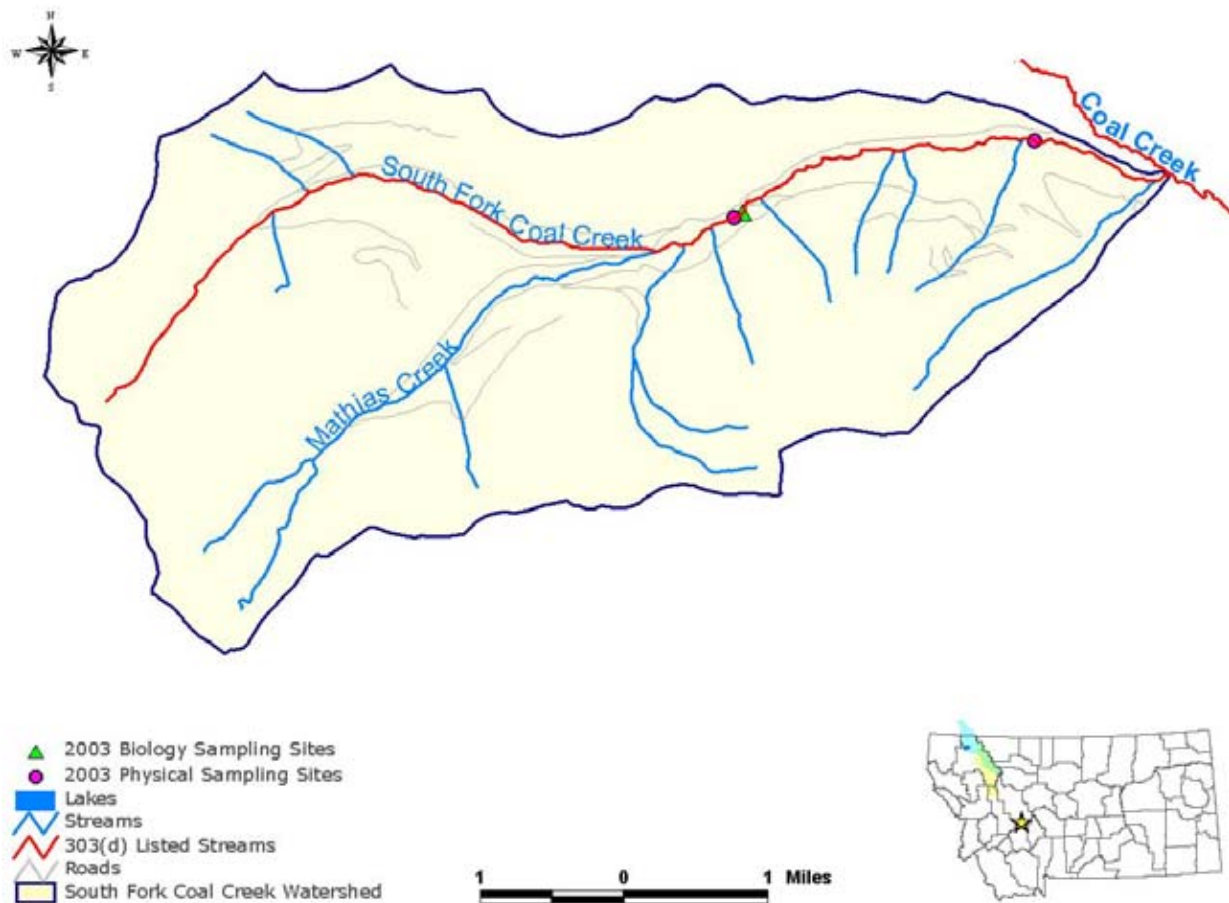 N
W E
S
Coal Creek
South Fork Coal Creek
Mathias Creek
2003 Biology Sampling Sites
2003 Physical Sampling Sites
Lakes
Streams
303(d) Listed Streams
Roads
South Fork Coal Creek Watershed
1 0 1 Miles